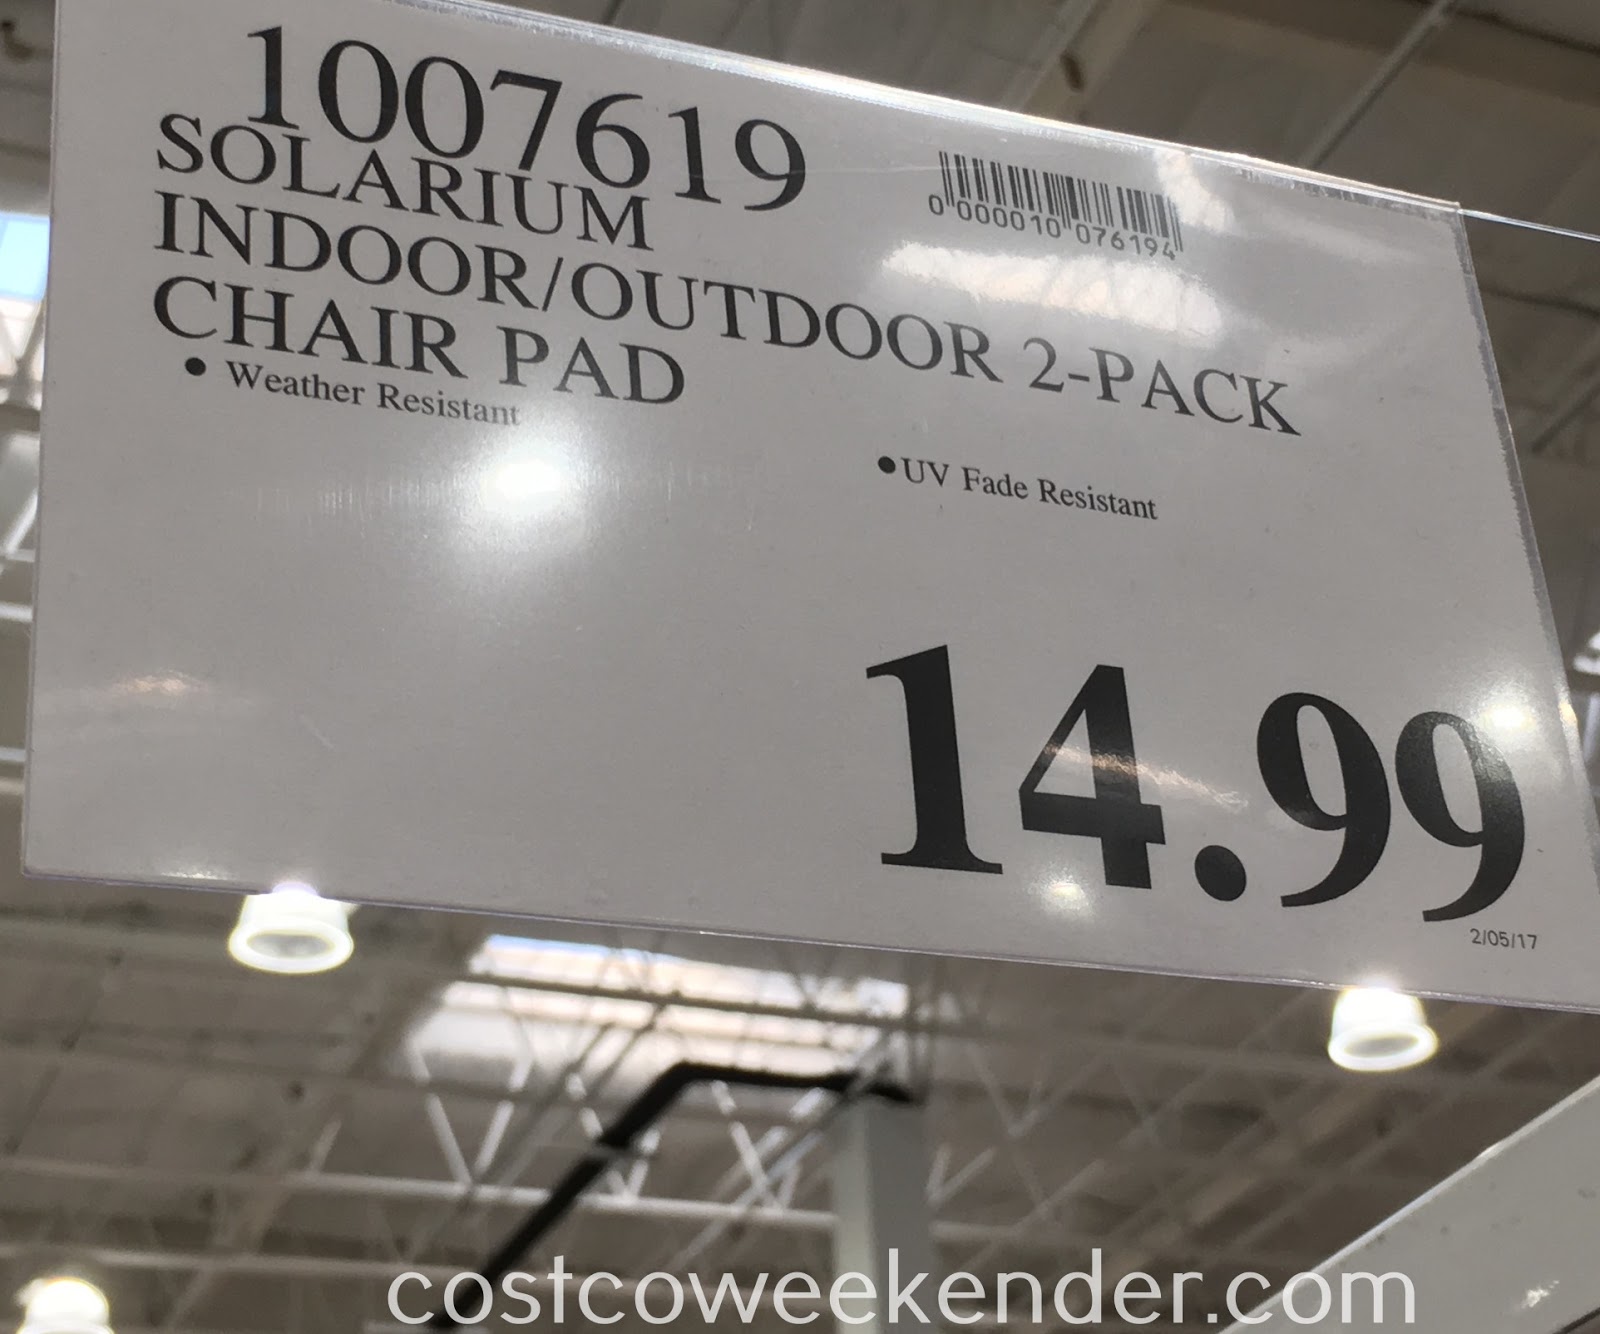 1007619
SOLARIUM
INDOOR/OUTDOOR 2-PACK
CHAIR PAD
• Weather Resistant
•UV Fade Resistant
0 000010 076194
14.99
2/05/17
costcoweekender.com